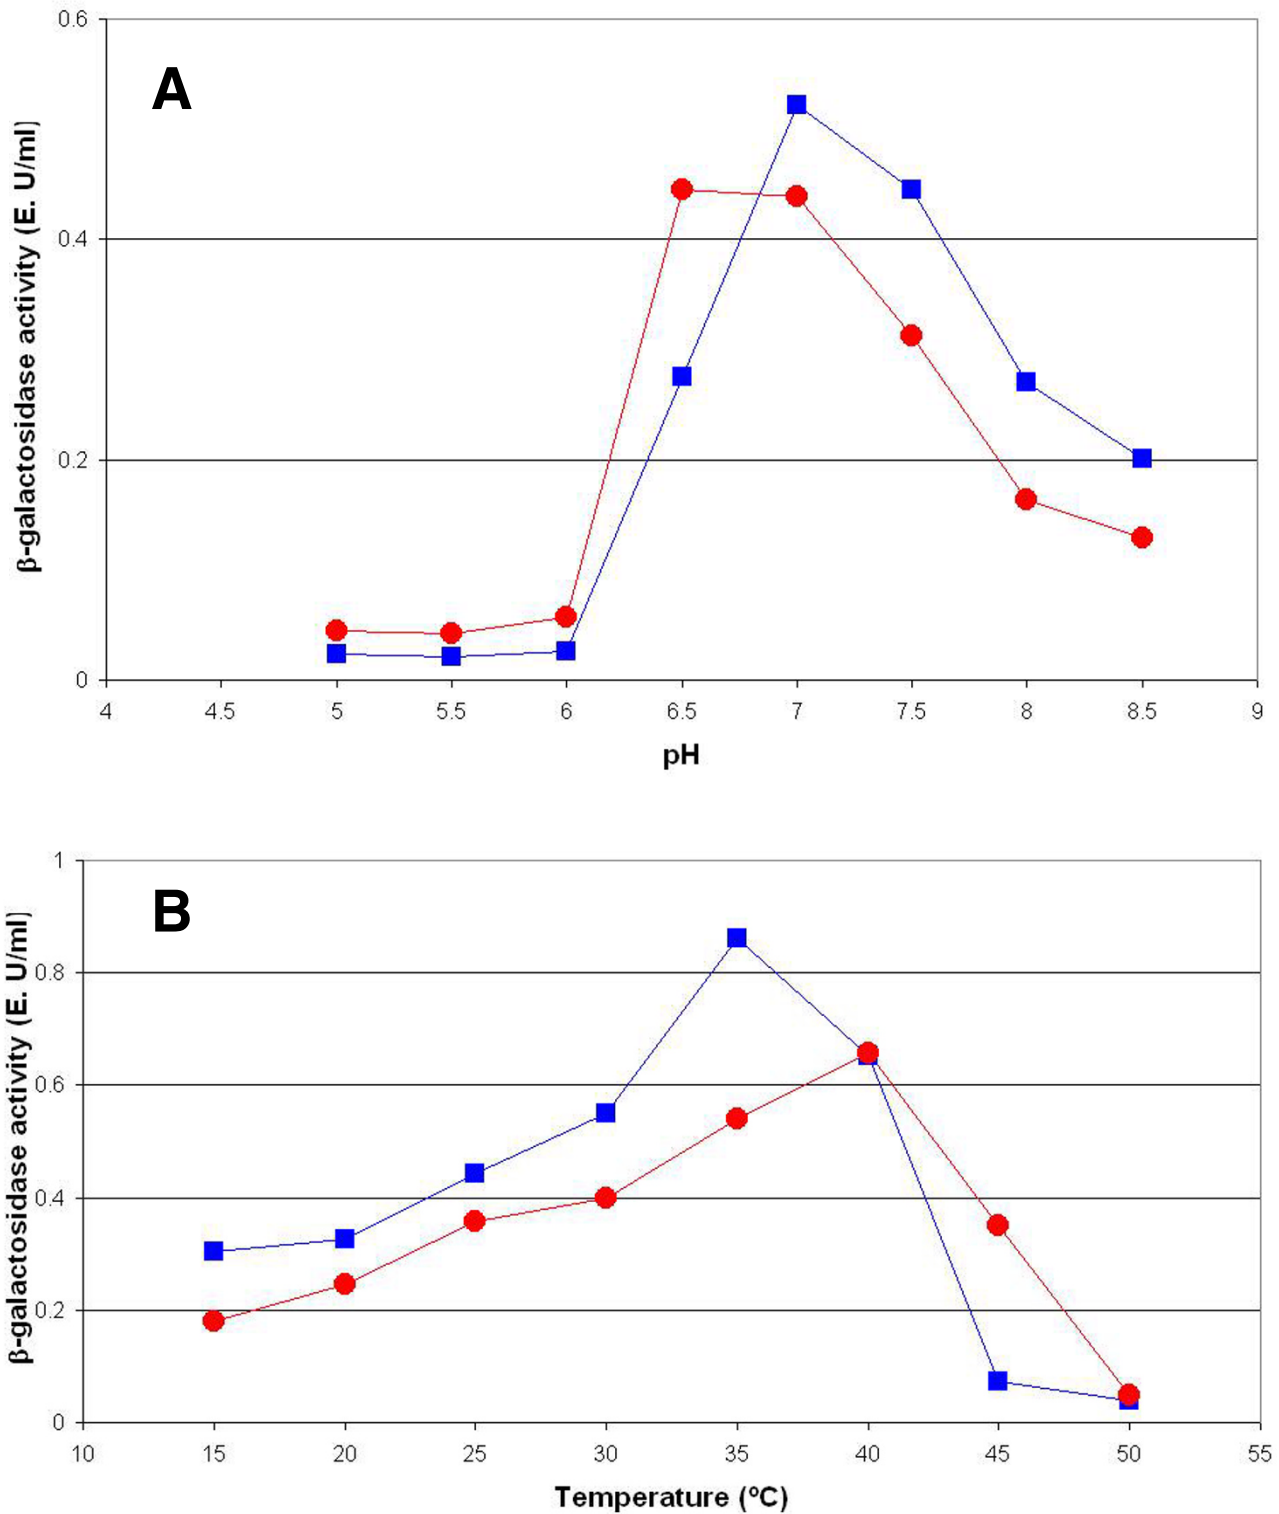 A
β-galactosidase activity (E. U/ml)
0.6
0.4
0.2
0
4 4.5 5 5.5 6 6.5 7 7.5 8 8.5 9
pH
B
β-galactosidase activity (E. U/ml)
1
0.8
0.6
0.4
0.2
0
10 15 20 25 30 35 40 45 50 55
Temperature (ºC)